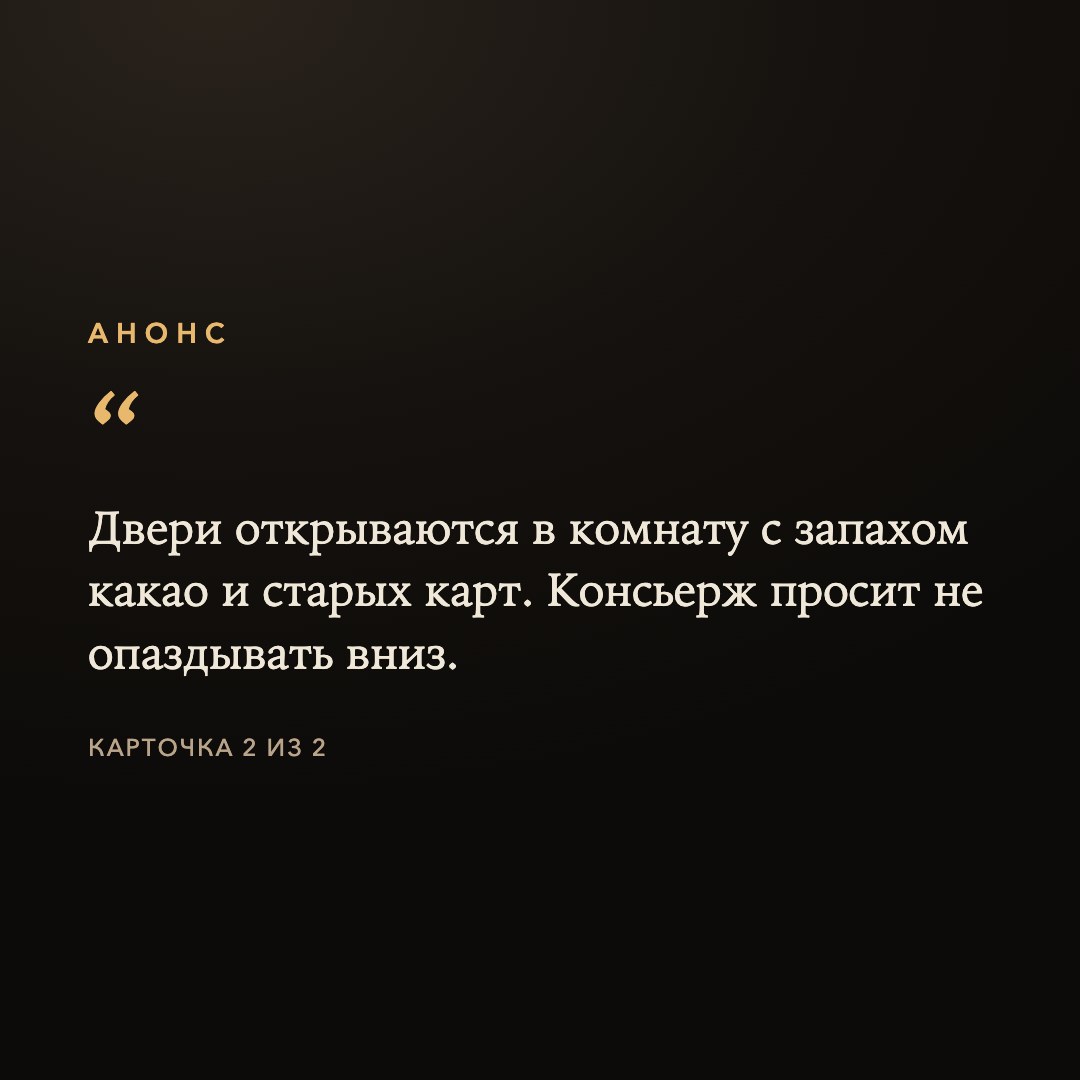 АНОНС
“
Двери открываются в комнату с запахом
какао и старых карт. Консьерж просит не
опаздывать вниз.
КАРТОЧКА 2 ИЗ 2